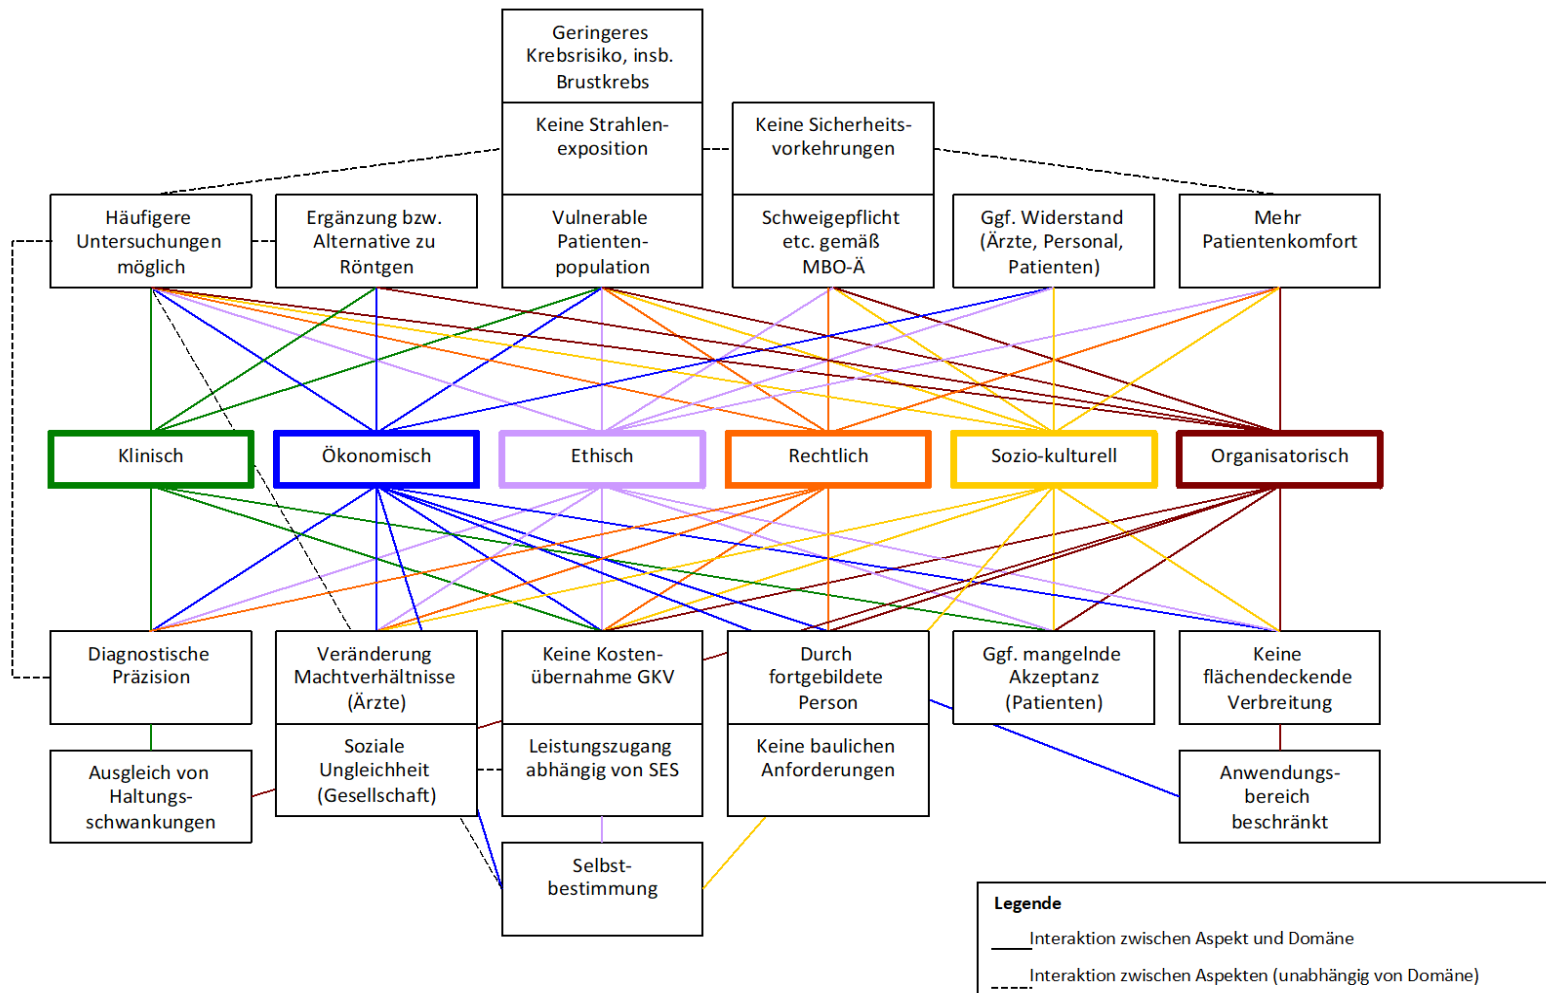 Geringeres
Krebsrisiko, insb.
Brustkrebs
Keine Strahlen-
exposition
Keine Sicherheits-
vorkehrungen
Häufigere
Untersuchungen
möglich
Ergänzung bzw.
Alternative zu
Röntgen
Vulnerable
Patienten-
population
Schweigepflicht
etc. gemäß
MBO-Ä
Ggf. Widerstand
(Ärzte, Personal,
Patienten)
Mehr
Patientenkomfort
Klinisch
Ökonomisch
Ethisch
Rechtlich
Sozio-kulturell
Organisatorisch
Diagnostische
Präzision
Veränderung
Machtverhältnisse
(Ärzte)
Keine Kosten-
übernahme GKV
Durch
fortgebildete
Person
Ggf. mangelnde
Akzeptanz
(Patienten)
Keine
flächendeckende
Verbreitung
Ausgleich von
Haltungs-
schwankungen
Soziale
Ungleichheit
(Gesellschaft)
Leistungszugang
abhängig von SES
Keine baulichen
Anforderungen
Anwendungs-
bereich
beschränkt
Selbst-
bestimmung
Legende
Interaktion zwischen Aspekt und Domäne
Interaktion zwischen Aspekten (unabhängig von Domäne)